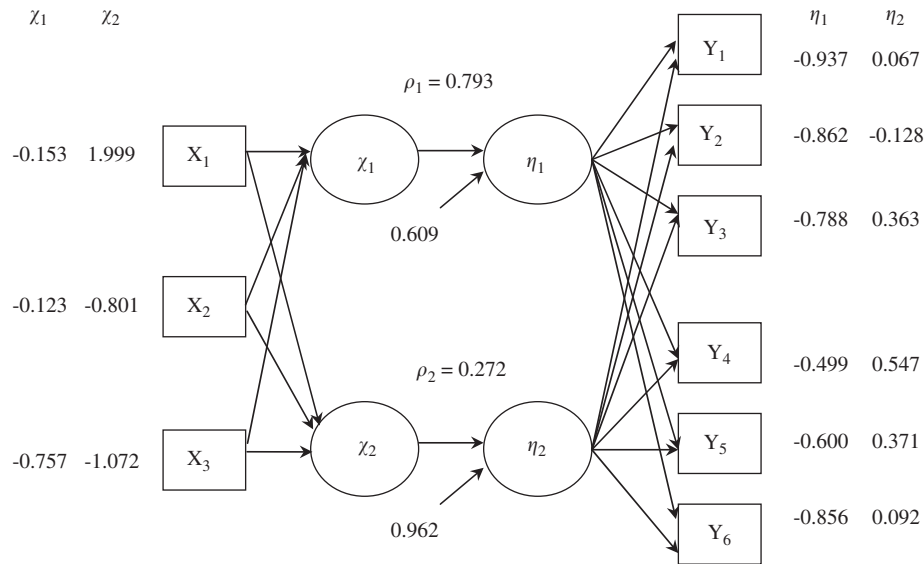 χ₁ χ₂ η₁ η₂
Y₁ -0.937 0.067
ρ₁ = 0.793
-0.153 1.999 X₁ χ₁ η₁ Y₂ -0.862 -0.128
0.609 Y₃ -0.788 0.363
-0.123 -0.801 X₂
Y₄ -0.499 0.547
ρ₂ = 0.272
-0.757 -1.072 X₃ χ₂ η₂ Y₅ -0.600 0.371
0.962 Y₆ -0.856 0.092